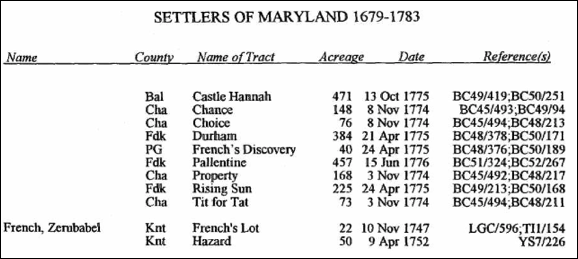 SETTLERS OF MARYLAND 1679-1783
Name County Name of Tract Acreage Date Reference(s)
Bal Castle Hannah 471 13 Oct 1775 BC49/419;BC50/251
Cha Chance 148 8 Nov 1774 BC45/493;BC49/94
Cha Choice 76 8 Nov 1774 BC45/494;BC48/213
Fdk Durham 384 21 Apr 1775 BC48/378;BC50/171
PG French's Discovery 40 24 Apr 1775 BC48/376;BC50/189
Fdk Pallentine 457 15 Jun 1776 BC51/324;BC52/267
Cha Property 168 3 Nov 1774 BC45/492;BC48/217
Fdk Rising Sun 225 24 Apr 1775 BC49/213;BC50/168
Cha Tit for Tat 73 3 Nov 1774 BC45/494;BC48/211
French, Zerubabel Knt French's Lot 22 10 Nov 1747 LGC/596;TI1/154
Knt Hazard 50 9 Apr 1752 YS7/226